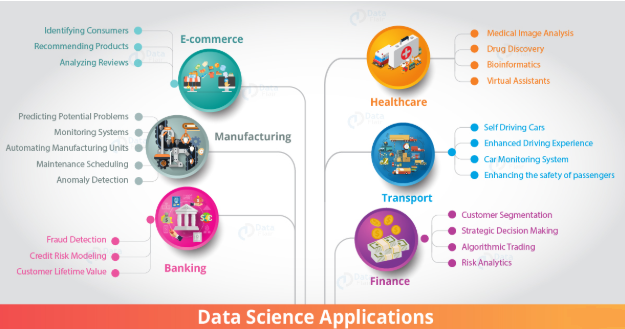 Identifying Consumers
Recommending Products
Analyzing Reviews
E-commerce
Predicting Potential Problems
Monitoring Systems
Automating Manufacturing Units
Maintenance Scheduling
Anomaly Detection
Manufacturing
Fraud Detection
Credit Risk Modeling
Customer Lifetime Value
Banking
Medical Image Analysis
Drug Discovery
Bioinformatics
Virtual Assistants
Healthcare
Self Driving Cars
Enhanced Driving Experience
Car Monitoring System
Enhancing the safety of passengers
Transport
Customer Segmentation
Strategic Decision Making
Algorithmic Trading
Risk Analytics
Finance
Data Science Applications